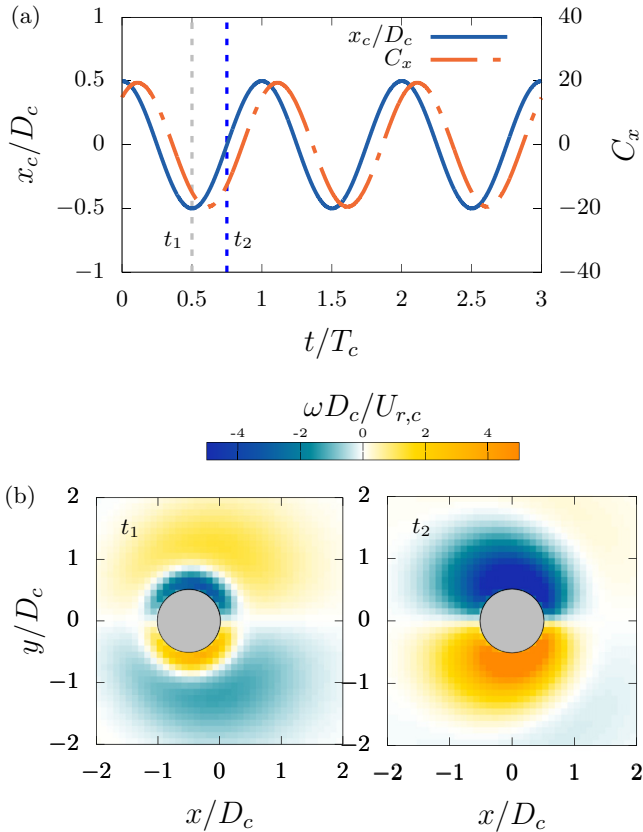 (a)
x_c/D_c
C_x
1
0.5
0
−0.5
−1
40
20
0
−20
−40
x_c/D_c
C_x
t_1
t_2
0 0.5 1 1.5 2 2.5 3
t/T_c
ωD_c/U_{r,c}
−4 −2 0 2 4
(b)
t_1
2
1
0
−1
−2
y/D_c
−2 −1 0 1 2
x/D_c
t_2
2
1
0
−1
−2
−2 −1 0 1 2
x/D_c